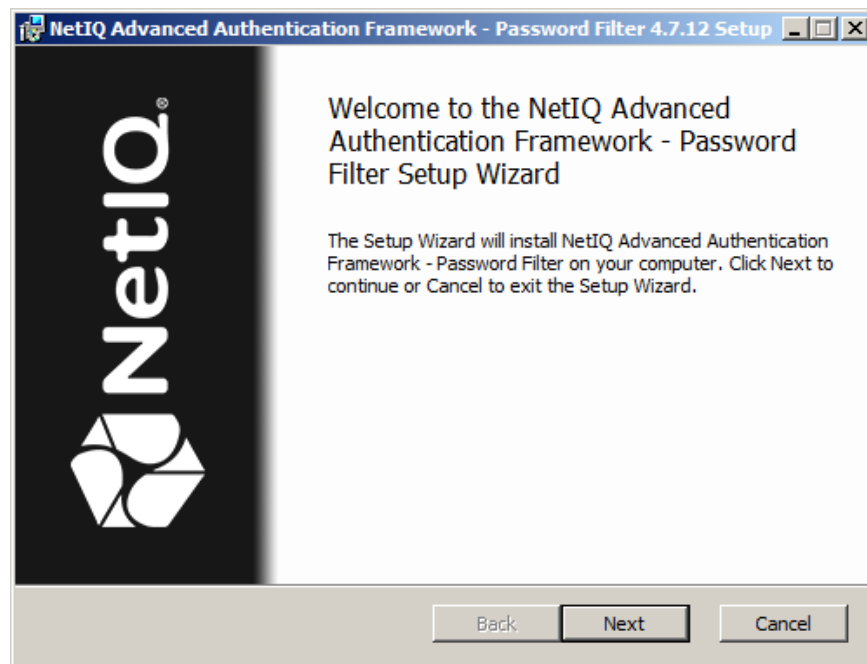 NetIQ Advanced Authentication Framework - Password Filter 4.7.12 Setup
NetIQ®
Welcome to the NetIQ Advanced
Authentication Framework - Password
Filter Setup Wizard
The Setup Wizard will install NetIQ Advanced Authentication
Framework - Password Filter on your computer. Click Next to
continue or Cancel to exit the Setup Wizard.
Back Next Cancel